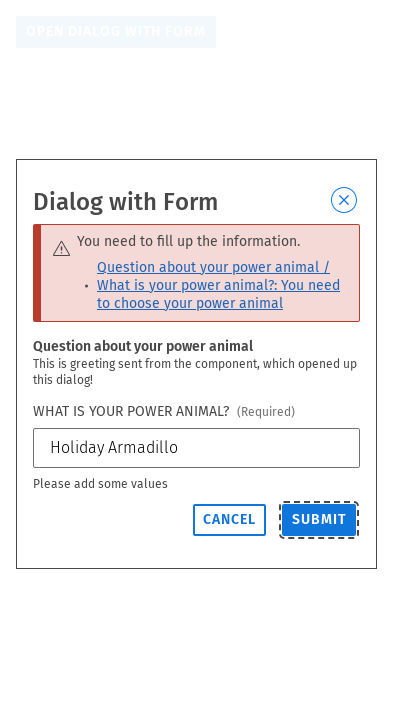 OPEN DIALOG WITH FORM
Dialog with Form
You need to fill up the information.
Question about your power animal /
What is your power animal?: You need
to choose your power animal
Question about your power animal
This is greeting sent from the component, which opened up
this dialog!
WHAT IS YOUR POWER ANIMAL? (Required)
Holiday Armadillo
Please add some values
CANCEL SUBMIT